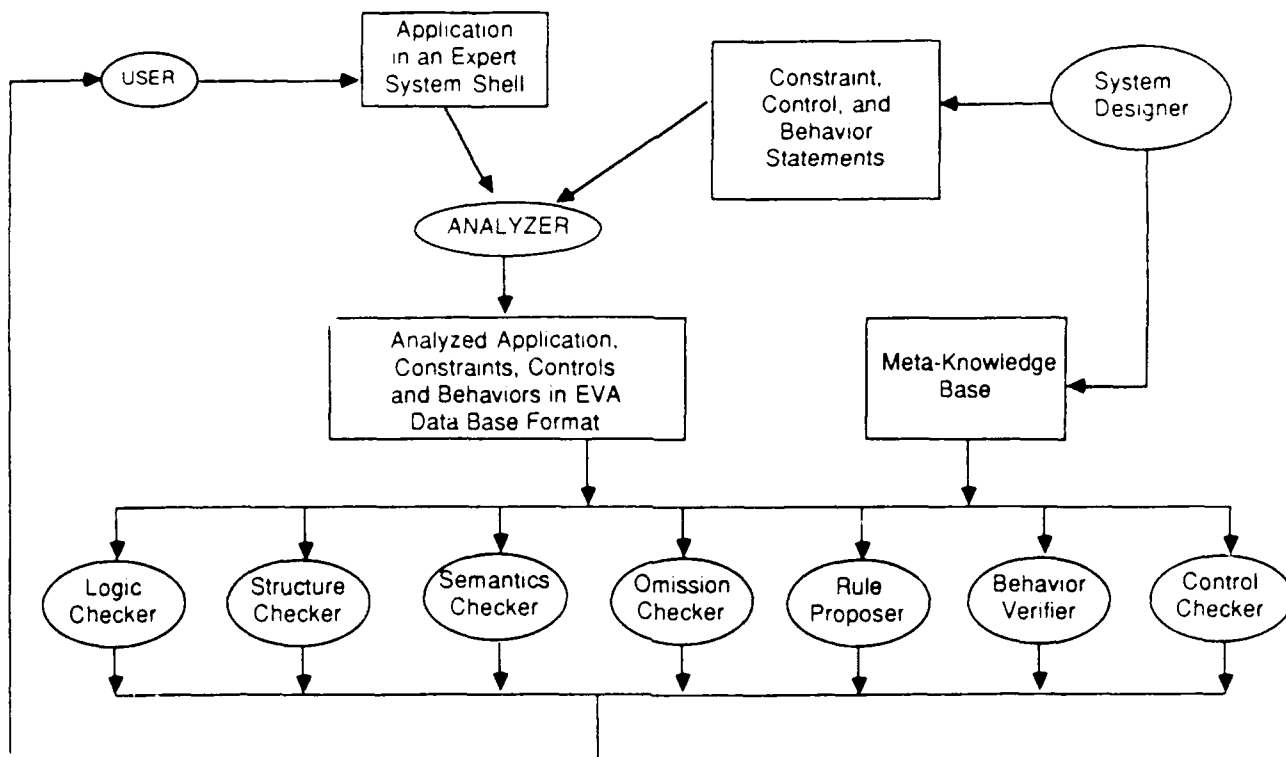 Application
in an Expert
System Shell
USER
Constraint,
Control, and
Behavior
Statements
System
Designer
ANALYZER
Analyzed Application,
Constraints, Controls
and Behaviors in EVA
Data Base Format
Meta-Knowledge
Base
Logic
Checker
Structure
Checker
Semantics
Checker
Omission
Checker
Rule
Proposer
Behavior
Verifier
Control
Checker